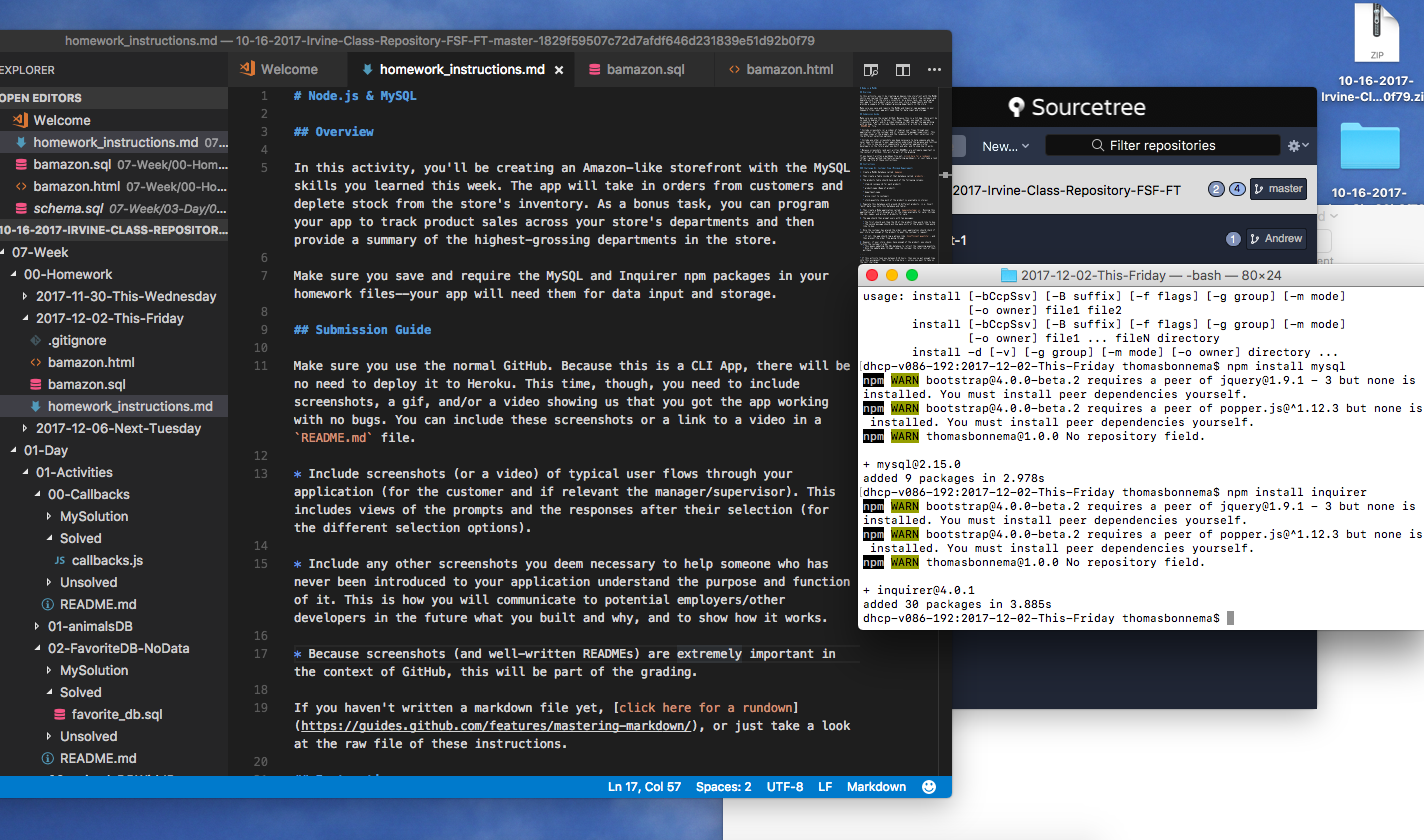 homework_instructions.md — 10-16-2017-Irvine-Class-Repository-FSF-FT-master-1829f59507c72d7afdf646d231839e51d92b0f79
EXPLORER
OPEN EDITORS
Welcome
homework_instructions.md 07...
bamazon.sql 07-Week/00-Hom...
bamazon.html 07-Week/00-Ho...
schema.sql 07-Week/03-Day/0...
10-16-2017-IRVINE-CLASS-REPOSITOR...
07-Week
00-Homework
2017-11-30-This-Wednesday
2017-12-02-This-Friday
.gitignore
bamazon.html
bamazon.sql
homework_instructions.md
2017-12-06-Next-Tuesday
01-Day
01-Activities
00-Callbacks
MySolution
Solved
JS callbacks.js
Unsolved
README.md
01-animalsDB
02-FavoriteDB-NoData
MySolution
Solved
favorite_db.sql
Unsolved
README.md
Welcome
homework_instructions.md ×
bamazon.sql
<> bamazon.html
1 # Node.js & MySQL
2
3 ## Overview
4
5 In this activity, you'll be creating an Amazon-like storefront with the MySQL
skills you learned this week. The app will take in orders from customers and
deplete stock from the store's inventory. As a bonus task, you can program
your app to track product sales across your store's departments and then
provide a summary of the highest-grossing departments in the store.
6
7 Make sure you save and require the MySQL and Inquirer npm packages in your
homework files--your app will need them for data input and storage.
8
9 ## Submission Guide
10
11 Make sure you use the normal GitHub. Because this is a CLI App, there will be
no need to deploy it to Heroku. This time, though, you need to include
screenshots, a gif, and/or a video showing us that you got the app working
with no bugs. You can include these screenshots or a link to a video in a
`README.md` file.
12
13 * Include screenshots (or a video) of typical user flows through your
application (for the customer and if relevant the manager/supervisor). This
includes views of the prompts and the responses after their selection (for
the different selection options).
14
15 * Include any other screenshots you deem necessary to help someone who has
never been introduced to your application understand the purpose and function
of it. This is how you will communicate to potential employers/other
developers in the future what you built and why, and to show how it works.
16
17 * Because screenshots (and well-written READMEs) are extremely important in
the context of GitHub, this will be part of the grading.
18
19 If you haven't written a markdown file yet, [click here for a rundown]
(https://guides.github.com/features/mastering-markdown/), or just take a look
at the raw file of these instructions.
20
Ln 17, Col 57 Spaces: 2 UTF-8 LF Markdown
Sourcetree
New...
Filter repositories
2017-Irvine-Class-Repository-FSF-FT 2 4 master
t-1 1 Andrew
2017-12-02-This-Friday — -bash — 80×24
usage: install [-bCcpSsv] [-B suffix] [-f flags] [-g group] [-m mode]
[-o owner] file1 file2
install [-bCcpSsv] [-B suffix] [-f flags] [-g group] [-m mode]
[-o owner] file1 ... fileN directory
install -d [-v] [-g group] [-m mode] [-o owner] directory ...
[dhcp-v086-192:2017-12-02-This-Friday thomasbonnema$ npm install mysql
npm WARN bootstrap@4.0.0-beta.2 requires a peer of jquery@1.9.1 - 3 but none is
installed. You must install peer dependencies yourself.
npm WARN bootstrap@4.0.0-beta.2 requires a peer of popper.js@^1.12.3 but none is
installed. You must install peer dependencies yourself.
npm WARN thomasbonnema@1.0.0 No repository field.
+ mysql@2.15.0
added 9 packages in 2.978s
[dhcp-v086-192:2017-12-02-This-Friday thomasbonnema$ npm install inquirer
npm WARN bootstrap@4.0.0-beta.2 requires a peer of jquery@1.9.1 - 3 but none is
installed. You must install peer dependencies yourself.
npm WARN bootstrap@4.0.0-beta.2 requires a peer of popper.js@^1.12.3 but none is
installed. You must install peer dependencies yourself.
npm WARN thomasbonnema@1.0.0 No repository field.
+ inquirer@4.0.1
added 30 packages in 3.885s
dhcp-v086-192:2017-12-02-This-Friday thomasbonnema$
ZIP
10-16-2017-
Irvine-Cl...0f79.zi
10-16-2017-